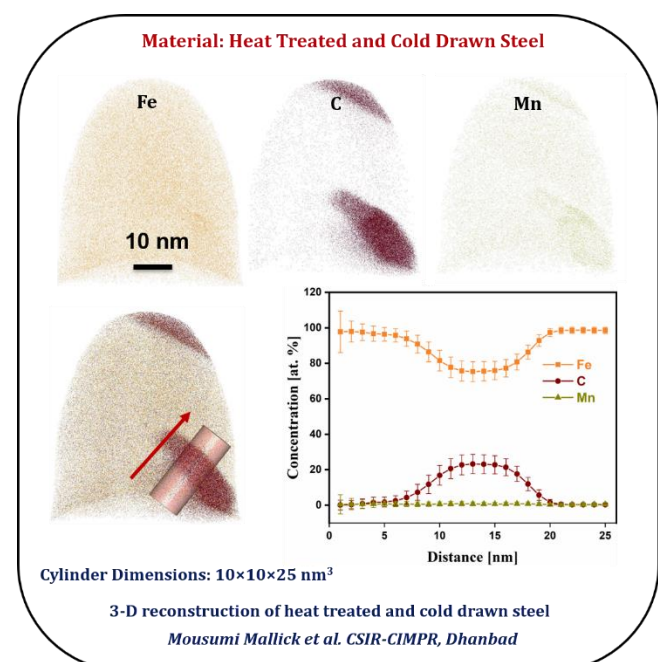 Material: Heat Treated and Cold Drawn Steel
Fe
C
Mn
10 nm
120
100
80
60
40
20
0
Concentration [at. %]
Fe
C
Mn
0 5 10 15 20 25
Distance [nm]
Cylinder Dimensions: 10×10×25 nm³
3-D reconstruction of heat treated and cold drawn steel
Mousumi Mallick et al. CSIR-CIMPR, Dhanbad